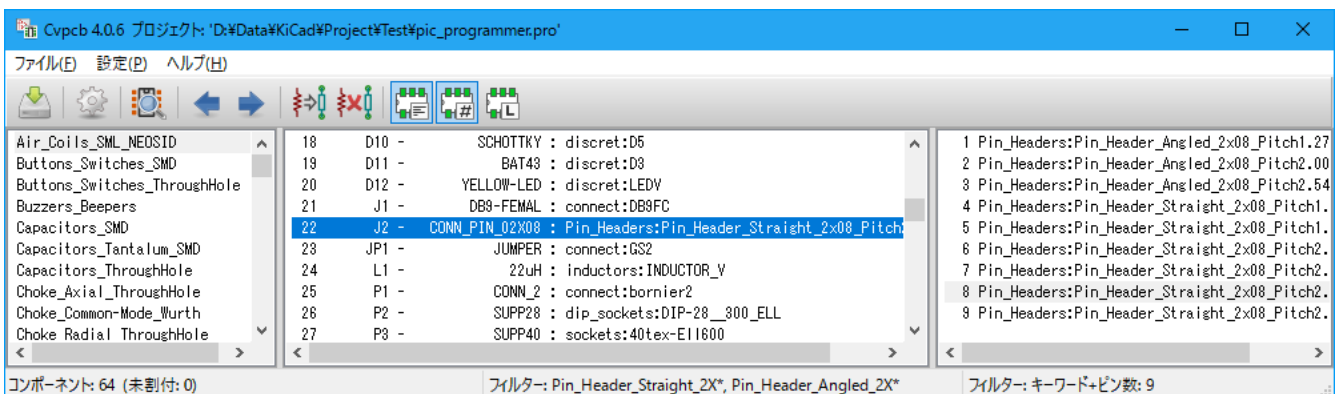 Cvpcb 4.0.6 プロジェクト: 'D:¥Data¥KiCad¥Project¥Test¥pic_programmer.pro'
ファイル(F) 設定(P) ヘルプ(H)
Air_Coils_SML_NEOSID
Buttons_Switches_SMD
Buttons_Switches_ThroughHole
Buzzers_Beepers
Capacitors_SMD
Capacitors_Tantalum_SMD
Capacitors_ThroughHole
Choke_Axial_ThroughHole
Choke_Common-Mode_Wurth
Choke_Radial_ThroughHole
18 D10 - SCHOTTKY : discret:D5
19 D11 - BAT43 : discret:D3
20 D12 - YELLOW-LED : discret:LEDV
21 J1 - DB9-FEMAL : connect:DB9FC
22 J2 - CONN_PIN_02X08 : Pin_Headers:Pin_Header_Straight_2x08_Pitch
23 JP1 - JUMPER : connect:GS2
24 L1 - 22uH : inductors:INDUCTOR_V
25 P1 - CONN_2 : connect:bornier2
26 P2 - SUPP28 : dip_sockets:DIP-28__300_ELL
27 P3 - SUPP40 : sockets:40tex-Ell600
1 Pin_Headers:Pin_Header_Angled_2x08_Pitch1.27
2 Pin_Headers:Pin_Header_Angled_2x08_Pitch2.00
3 Pin_Headers:Pin_Header_Angled_2x08_Pitch2.54
4 Pin_Headers:Pin_Header_Straight_2x08_Pitch1.
5 Pin_Headers:Pin_Header_Straight_2x08_Pitch1.
6 Pin_Headers:Pin_Header_Straight_2x08_Pitch2.
7 Pin_Headers:Pin_Header_Straight_2x08_Pitch2.
8 Pin_Headers:Pin_Header_Straight_2x08_Pitch2.
9 Pin_Headers:Pin_Header_Straight_2x08_Pitch2.
コンポーネント: 64 (未割付: 0)
フィルター: Pin_Header_Straight_2X*, Pin_Header_Angled_2X*
フィルター: キーワード+ピン数: 9